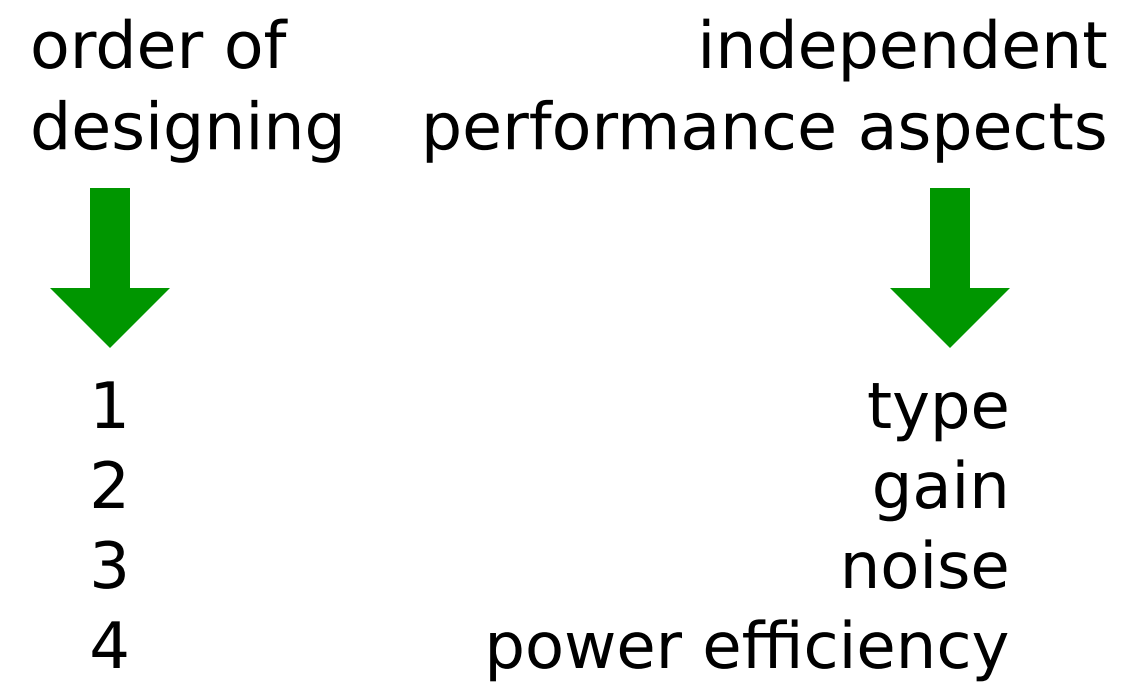 order of
designing
independent
performance aspects
1 type
2 gain
3 noise
4 power efficiency